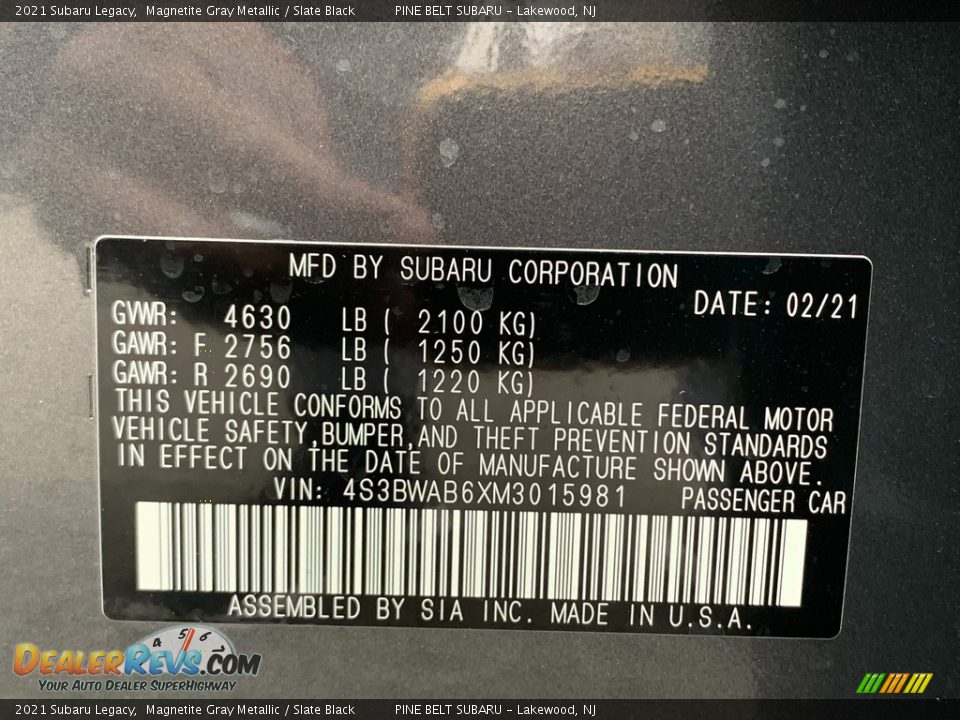 2021 Subaru Legacy, Magnetite Gray Metallic / Slate Black PINE BELT SUBARU - Lakewood, NJ
MFD BY SUBARU CORPORATION
DATE: 02/21
GVWR: 4630 LB ( 2100 KG)
GAWR: F 2756 LB ( 1250 KG)
GAWR: R 2690 LB ( 1220 KG)
THIS VEHICLE CONFORMS TO ALL APPLICABLE FEDERAL MOTOR
VEHICLE SAFETY,BUMPER,AND THEFT PREVENTION STANDARDS
IN EFFECT ON THE DATE OF MANUFACTURE SHOWN ABOVE.
VIN: 4S3BWAB6XM3015981 PASSENGER CAR
ASSEMBLED BY SIA INC. MADE IN U.S.A.
4 5 6 7
DEALERREVS.COM
YOUR AUTO DEALER SUPERHIGHWAY
2021 Subaru Legacy, Magnetite Gray Metallic / Slate Black PINE BELT SUBARU - Lakewood, NJ